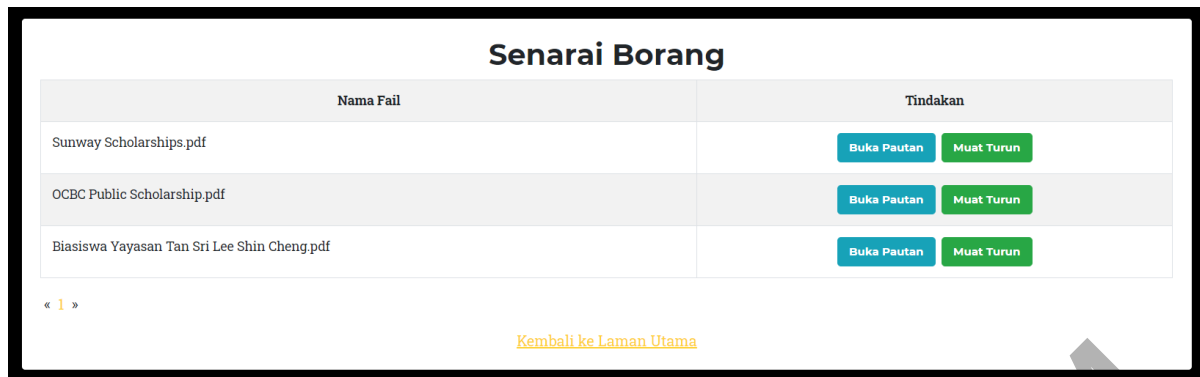 Senarai Borang
Nama Fail Tindakan
Sunway Scholarships.pdf Buka Pautan Muat Turun
OCBC Public Scholarship.pdf Buka Pautan Muat Turun
Biasiswa Yayasan Tan Sri Lee Shin Cheng.pdf Buka Pautan Muat Turun
« 1 »
Kembali ke Laman Utama